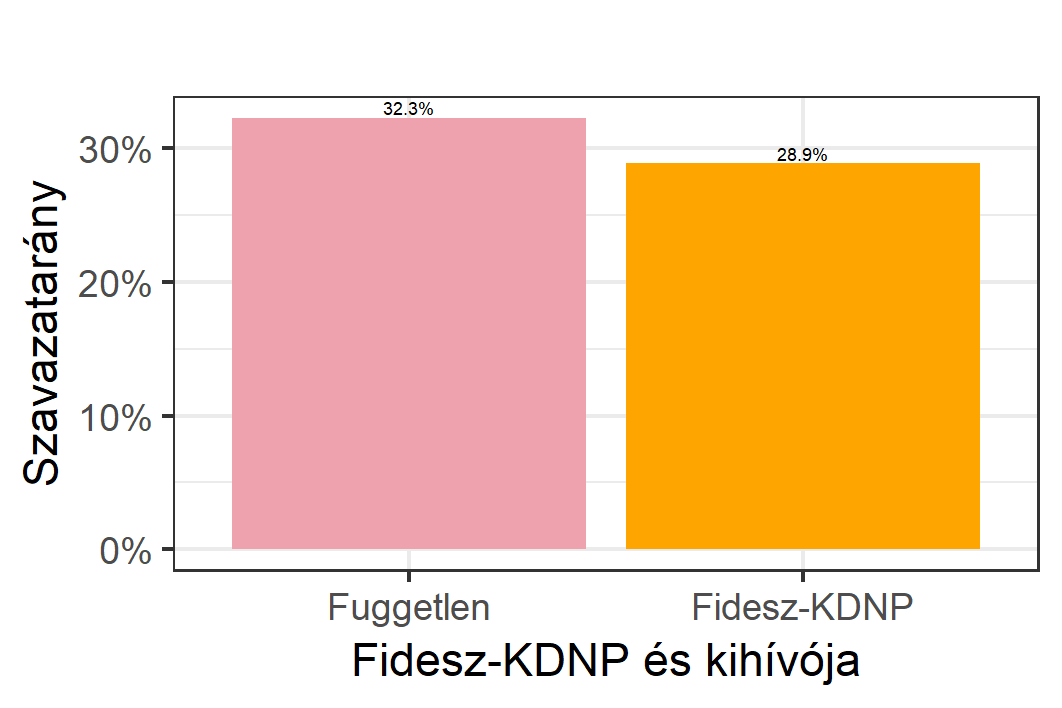 Szavazatarány
30%
20%
10%
0%
32.3%
28.9%
Fuggetlen
Fidesz-KDNP
Fidesz-KDNP és kihívója